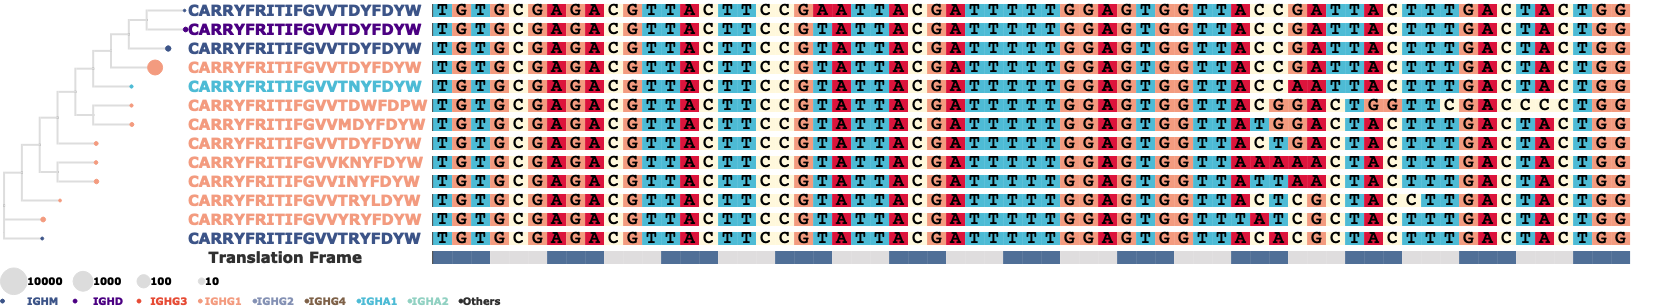 CARRYFRITIFGVVTDYFDYW T G T G C G A G A C G T T A C T T C C G A A T T A C G A T T T T T G G A G T G G T T A C C G A T T A C T T T G A C T A C T G G
CARRYFRITIFGVVTDYFDYW T G T G C G A G A C G T T A C T T C C G T A T T A C G A T T T T T G G A G T G G T T A C C G A T T A C T T T G A C T A C T G G
CARRYFRITIFGVVTDYFDYW T G T G C G A G A C G T T A C T T C C G T A T T A C G A T T T T T G G A G T G G T T A C C G A T T A C T T T G A C T A C T G G
CARRYFRITIFGVVTDYFDYW T G T G C G A G A C G T T A C T T C C G T A T T A C G A T T T T T G G A G T G G T T A C C G A T T A C T T T G A C T A C T G G
CARRYFRITIFGVVTNYFDYW T G T G C G A G A C G T T A C T T C C G T A T T A C G A T T T T T G G A G T G G T T A C C A A T T A C T T T G A C T A C T G G
CARRYFRITIFGVVTDWFDPW T G T G C G A G A C G T T A C T T C C G T A T T A C G A T T T T T G G A G T G G T T A C G G A C T G G T T C G A C C C C T G G
CARRYFRITIFGVVMDYFDYW T G T G C G A G A C G T T A C T T C C G T A T T A C G A T T T T T G G A G T G G T T A T G G A C T A C T T T G A C T A C T G G
CARRYFRITIFGVVTDYFDYW T G T G C G A G A C G T T A C T T C C G T A T T A C G A T T T T T G G A G T G G T T A C T G A C T A C T T T G A C T A C T G G
CARRYFRITIFGVVKNYFDYW T G T G C G A G A C G T T A C T T C C G T A T T A C G A T T T T T G G A G T G G T T A A A A A C T A C T T T G A C T A C T G G
CARRYFRITIFGVVINYFDYW T G T G C G A G A C G T T A C T T C C G T A T T A C G A T T T T T G G A G T G G T T A T T A A C T A C T T T G A C T A C T G G
CARRYFRITIFGVVTRYLDYW T G T G C G A G A C G T T A C T T C C G T A T T A C G A T T T T T G G A G T G G T T A C T C G C T A C C T T G A C T A C T G G
CARRYFRITIFGVVYRYFDYW T G T G C G A G A C G T T A C T T C C G T A T T A C G A T T T T T G G A G T G G T T T A T C G C T A C T T T G A C T A C T G G
CARRYFRITIFGVVTRYFDYW T G T G C G A G A C G T T A C T T C C G T A T T A C G A T T T T T G G A G T G G T T A C A C G C T A C T T T G A C T A C T G G
Translation Frame
10000 1000 100 10
IGHM IGHD IGHG3 IGHG1 IGHG2 IGHG4 IGHA1 IGHA2 Others